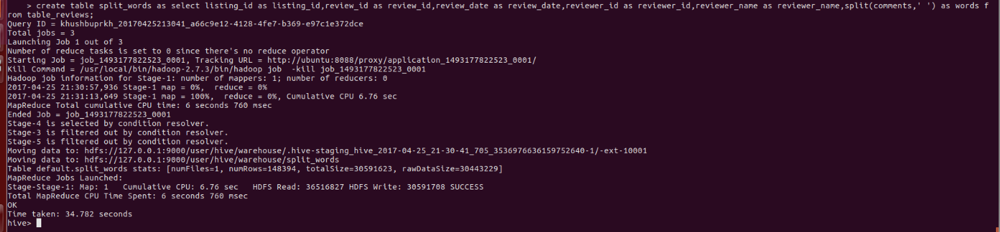 > create table split_words as select listing_id as listing_id,review_id as review_id,review_date as review_date,reviewer_id as reviewer_id,reviewer_name as reviewer_name,split(comments,' ') as words f
rom table_reviews;
Query ID = khushbuprkh_20170425213041_a66c9e12-4128-4fe7-b369-e97c1e372dce
Total jobs = 3
Launching Job 1 out of 3
Number of reduce tasks is set to 0 since there's no reduce operator
Starting Job = job_1493177822523_0001, Tracking URL = http://ubuntu:8088/proxy/application_1493177822523_0001/
Kill Command = /usr/local/bin/hadoop-2.7.3/bin/hadoop job  -kill job_1493177822523_0001
Hadoop job information for Stage-1: number of mappers: 1; number of reducers: 0
2017-04-25 21:30:57,936 Stage-1 map = 0%,  reduce = 0%
2017-04-25 21:31:13,649 Stage-1 map = 100%,  reduce = 0%, Cumulative CPU 6.76 sec
MapReduce Total cumulative CPU time: 6 seconds 760 msec
Ended Job = job_1493177822523_0001
Stage-4 is selected by condition resolver.
Stage-3 is filtered out by condition resolver.
Stage-5 is filtered out by condition resolver.
Moving data to: hdfs://127.0.0.1:9000/user/hive/warehouse/.hive-staging_hive_2017-04-25_21-30-41_705_3536976636159752640-1/-ext-10001
Moving data to: hdfs://127.0.0.1:9000/user/hive/warehouse/split_words
Table default.split_words stats: [numFiles=1, numRows=148394, totalSize=30591623, rawDataSize=30443229]
MapReduce Jobs Launched:
Stage-Stage-1: Map: 1   Cumulative CPU: 6.76 sec   HDFS Read: 36516827 HDFS Write: 30591708 SUCCESS
Total MapReduce CPU Time Spent: 6 seconds 760 msec
OK
Time taken: 34.782 seconds
hive>